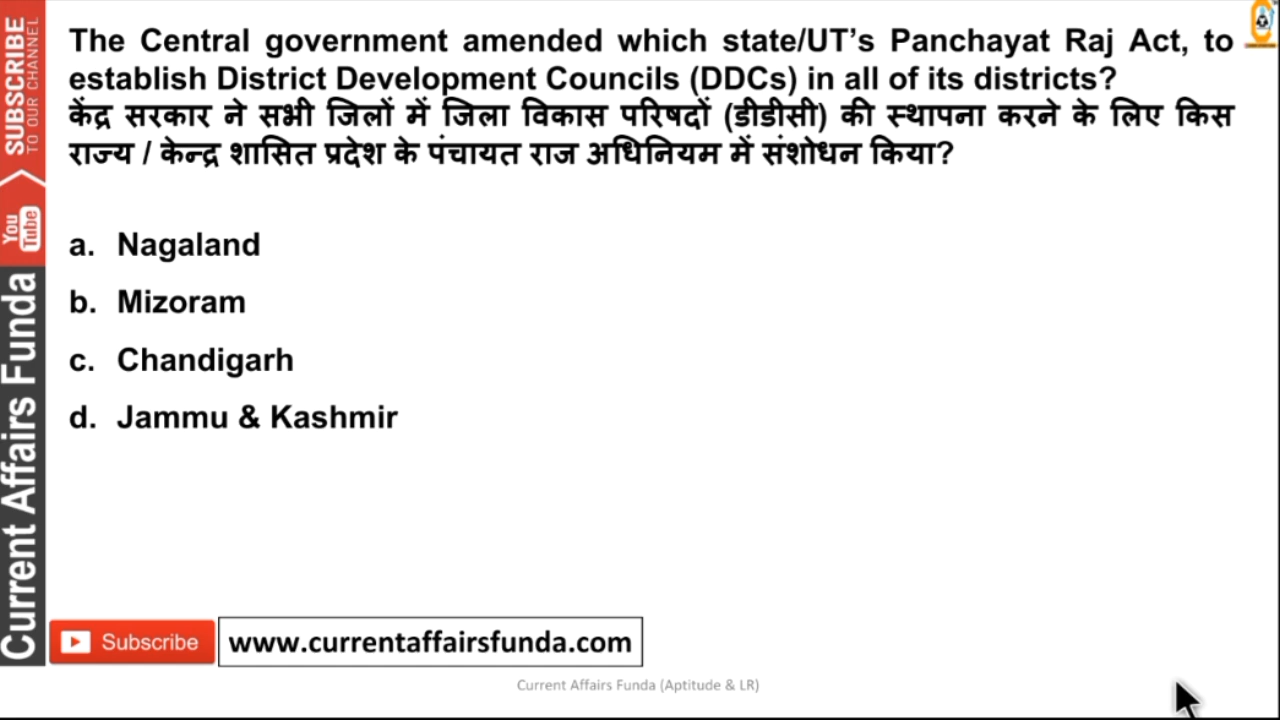 The Central government amended which state/UT's Panchayat Raj Act, to
establish District Development Councils (DDCs) in all of its districts?
केंद्र सरकार ने सभी जिलों में जिला विकास परिषदों (डीडीसी) की स्थापना करने के लिए किस
राज्य / केन्द्र शासित प्रदेश के पंचायत राज अधिनियम में संशोधन किया?
a. Nagaland
b. Mizoram
c. Chandigarh
d. Jammu & Kashmir
SUBSCRIBE
TO OUR CHANNEL
You
Tube
Current Affairs Funda
Subscribe
www.currentaffairsfunda.com
Current Affairs Funda (Aptitude & LR)